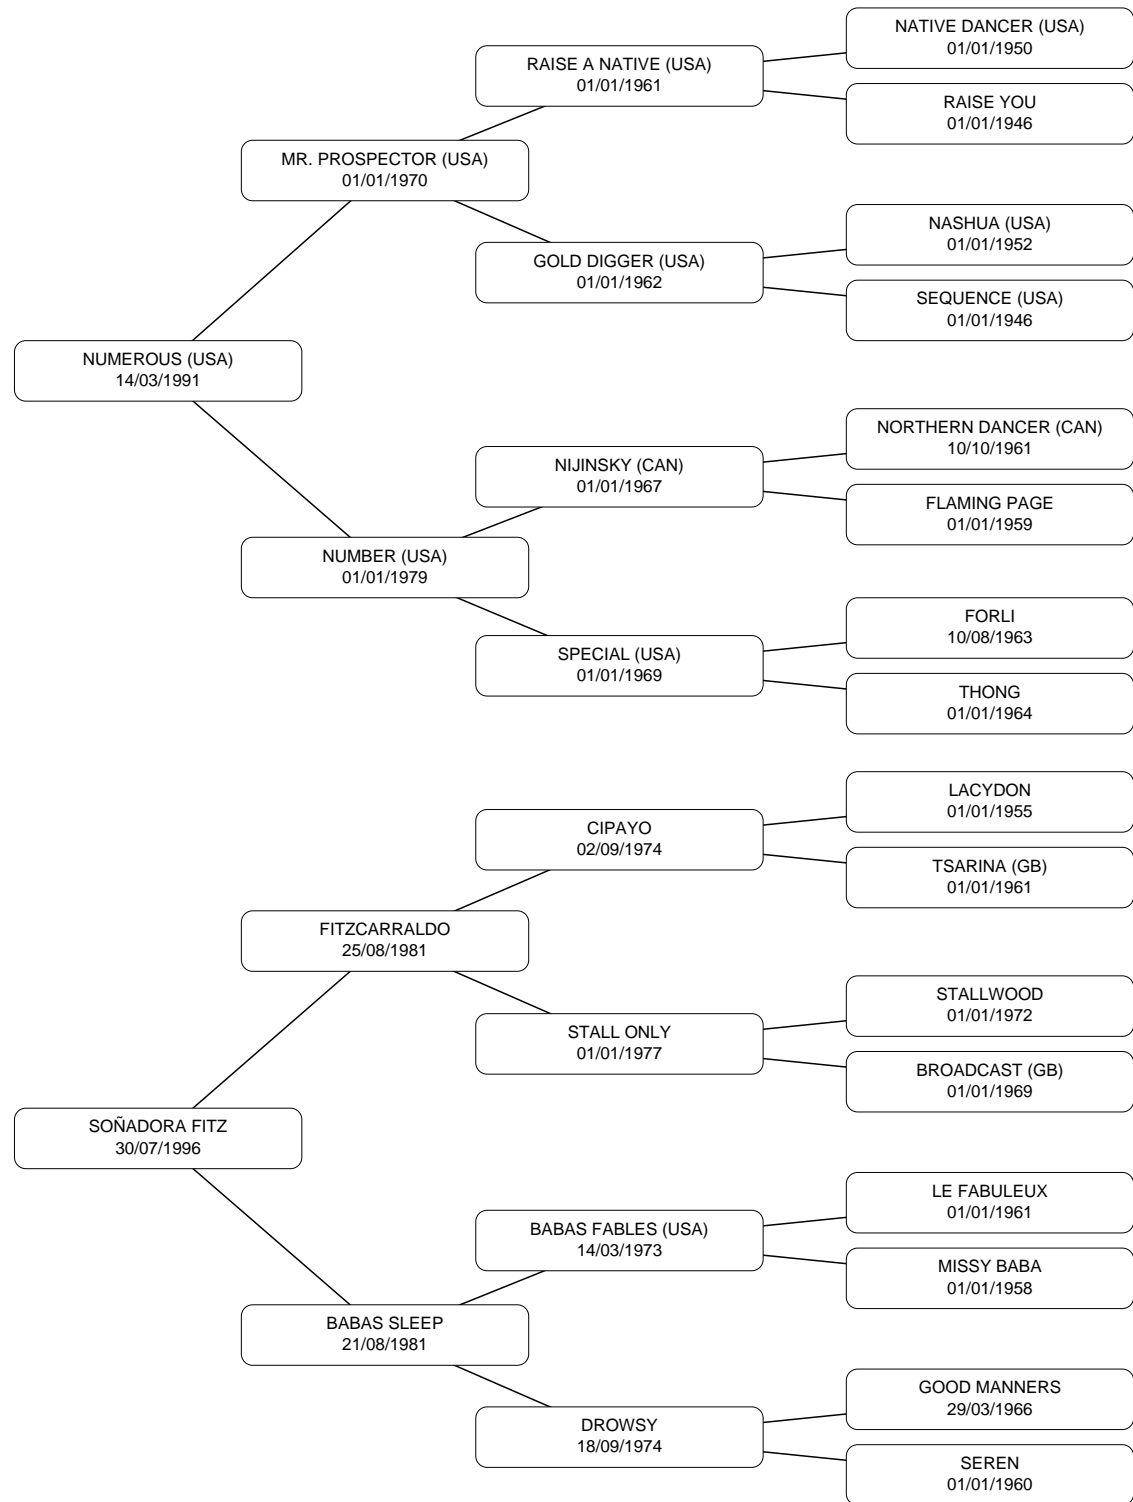 NATIVE DANCER (USA)
01/01/1950
RAISE A NATIVE (USA)
01/01/1961
RAISE YOU
01/01/1946
MR. PROSPECTOR (USA)
01/01/1970
NASHUA (USA)
01/01/1952
GOLD DIGGER (USA)
01/01/1962
SEQUENCE (USA)
01/01/1946
NUMEROUS (USA)
14/03/1991
NORTHERN DANCER (CAN)
10/10/1961
NIJINSKY (CAN)
01/01/1967
FLAMING PAGE
01/01/1959
NUMBER (USA)
01/01/1979
FORLI
10/08/1963
SPECIAL (USA)
01/01/1969
THONG
01/01/1964
LACYDON
01/01/1955
CIPAYO
02/09/1974
TSARINA (GB)
01/01/1961
FITZCARRALDO
25/08/1981
STALLWOOD
01/01/1972
STALL ONLY
01/01/1977
BROADCAST (GB)
01/01/1969
SOÑADORA FITZ
30/07/1996
LE FABULEUX
01/01/1961
BABAS FABLES (USA)
14/03/1973
MISSY BABA
01/01/1958
BABAS SLEEP
21/08/1981
GOOD MANNERS
29/03/1966
DROWSY
18/09/1974
SEREN
01/01/1960